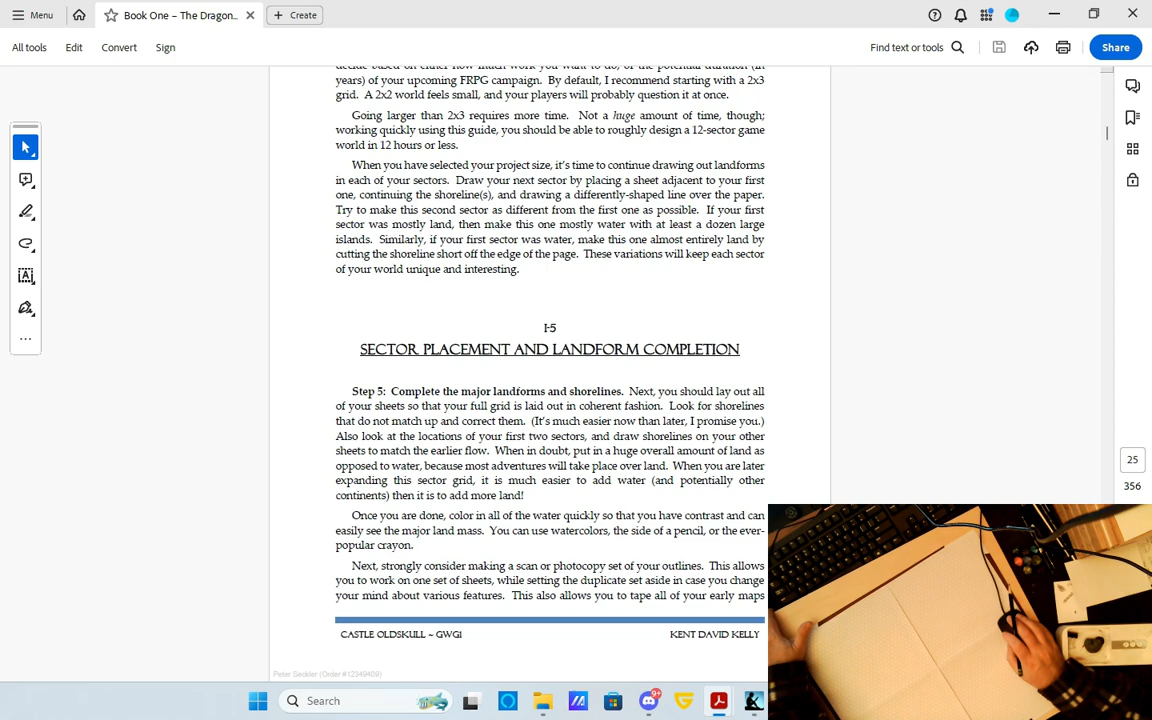 Menu
Book One – The Dragon...
Create
All tools
Edit
Convert
Sign
Find text or tools
Share
decide based on either how much work you want to do, or the potential duration (in
years) of your upcoming FRPG campaign. By default, I recommend starting with a 2x3
grid. A 2x2 world feels small, and your players will probably question it at once.
Going larger than 2x3 requires more time. Not a huge amount of time, though;
working quickly using this guide, you should be able to roughly design a 12-sector game
world in 12 hours or less.
When you have selected your project size, it's time to continue drawing out landforms
in each of your sectors. Draw your next sector by placing a sheet adjacent to your first
one, continuing the shoreline(s), and drawing a differently-shaped line over the paper.
Try to make this second sector as different from the first one as possible. If your first
sector was mostly land, then make this one mostly water with at least a dozen large
islands. Similarly, if your first sector was water, make this one almost entirely land by
cutting the shoreline short off the edge of the page. These variations will keep each sector
of your world unique and interesting.
I-5
SECTOR PLACEMENT AND LANDFORM COMPLETION
Step 5: Complete the major landforms and shorelines. Next, you should lay out all
of your sheets so that your full grid is laid out in coherent fashion. Look for shorelines
that do not match up and correct them. (It's much easier now than later, I promise you.)
Also look at the locations of your first two sectors, and draw shorelines on your other
sheets to match the earlier flow. When in doubt, put in a huge overall amount of land as
opposed to water, because most adventures will take place over land. When you are later
expanding this sector grid, it is much easier to add water (and potentially other
continents) then it is to add more land!
Once you are done, color in all of the water quickly so that you have contrast and can
easily see the major land mass. You can use watercolors, the side of a pencil, or the ever-
popular crayon.
Next, strongly consider making a scan or photocopy set of your outlines. This allows
you to work on one set of sheets, while setting the duplicate set aside in case you change
your mind about various features. This also allows you to tape all of your early maps
CASTLE OLDSKULL ~ GWG1
KENT DAVID KELLY
Peter Seckler (Order #12349409)
25
356
Search
9+